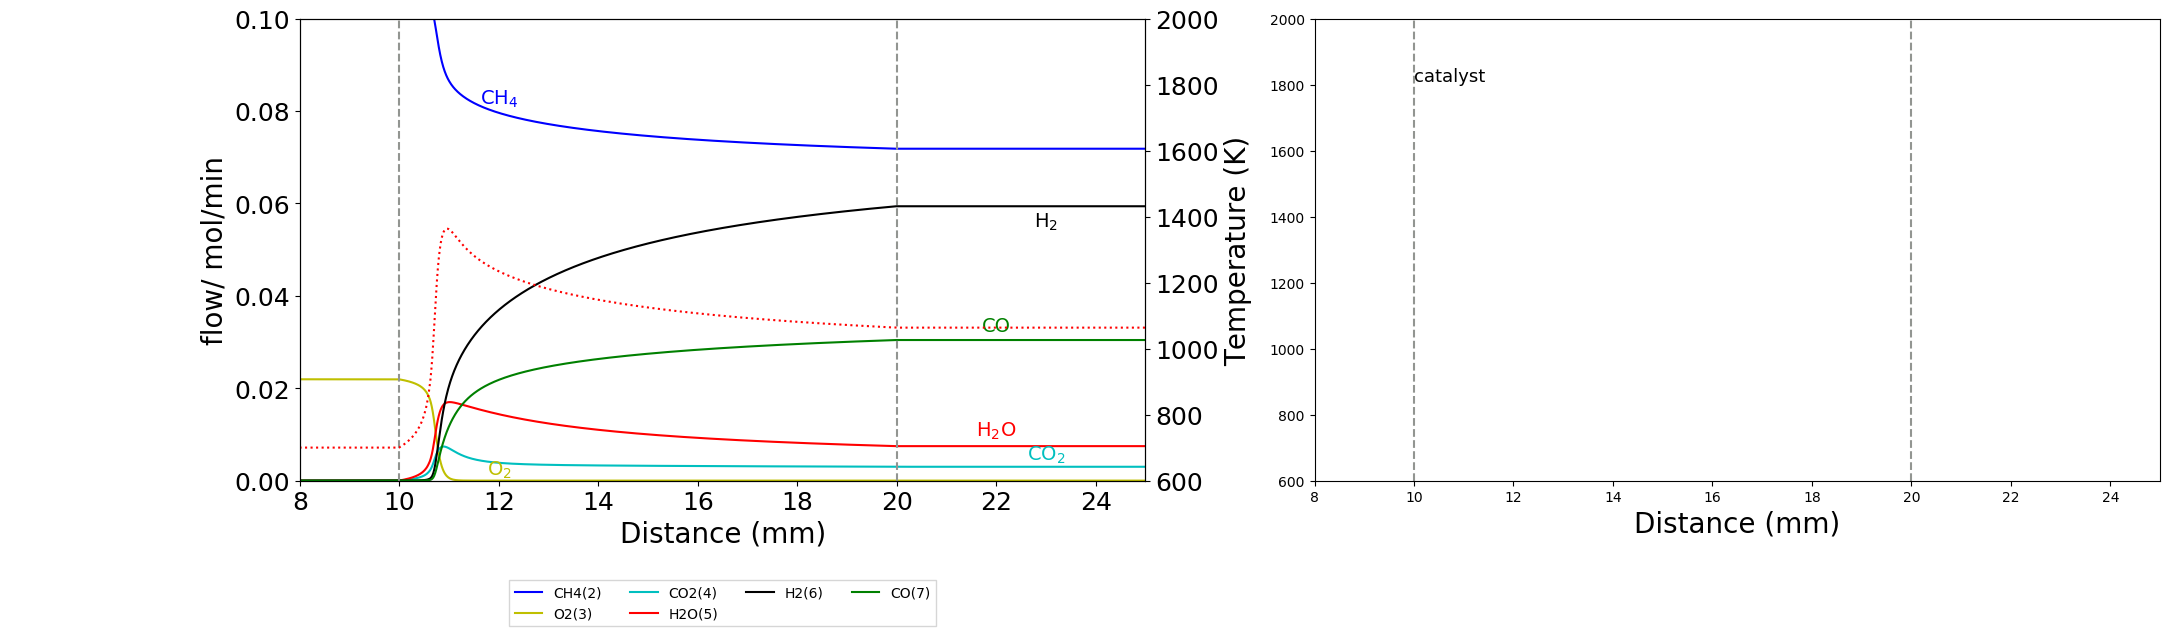 0.10
0.08
0.06
0.04
0.02
0.00
flow/ mol/min
8 10 12 14 16 18 20 22 24
Distance (mm)
2000
1800
1600
1400
1200
1000
800
600
Temperature (K)
CH₄
H₂
CO
H₂O
CO₂
O₂
CH4(2) CO2(4) H2(6) CO(7)
O2(3) H2O(5)
2000
1800
1600
1400
1200
1000
800
600
catalyst
8 10 12 14 16 18 20 22 24
Distance (mm)